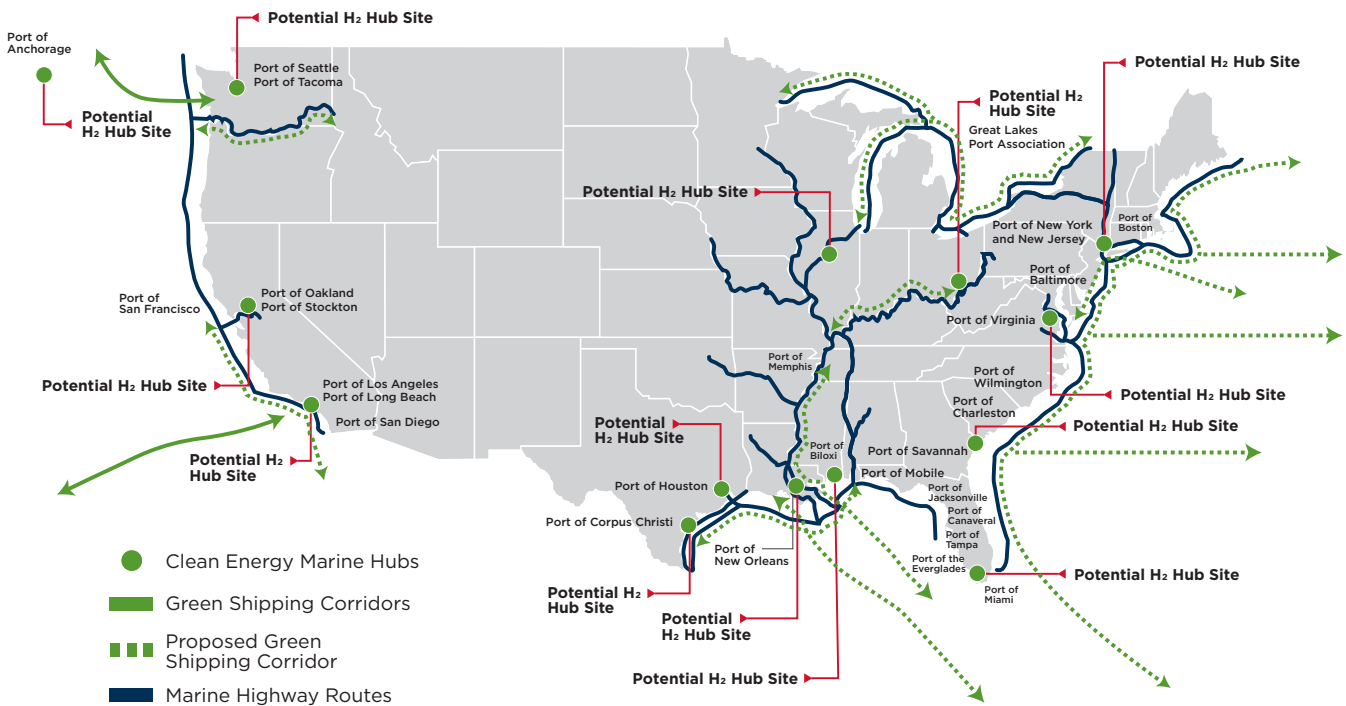 Potential H₂ Hub Site
Port of
Anchorage
Port of Seattle
Port of Tacoma
Potential
H₂ Hub Site
Potential H₂ Hub Site
Potential H₂
Hub Site
Great Lakes
Port Association
Potential H₂ Hub Site
Port of New York
and New Jersey
Port of
Boston
Port of
Baltimore
Port of
San Francisco
Port of Oakland
Port of Stockton
Port of Virginia
Potential H₂ Hub Site
Port of Los Angeles
Port of Long Beach
Port of San Diego
Port of
Memphis
Port of
Wilmington
Potential H₂ Hub Site
Port of
Charleston
Potential H₂ Hub Site
Potential
H₂ Hub Site
Potential H₂
Hub Site
Port of
Biloxi
Port of Savannah
Port of Mobile
Port of Houston
Port of
Jacksonville
Port of
Canaveral
Port of
Tampa
Port of Corpus Christi
Port of
New Orleans
Port of the
Everglades
Potential H₂ Hub Site
Port of
Miami
Potential H₂
Hub Site
Potential
H₂ Hub Site
Potential H₂ Hub Site
Clean Energy Marine Hubs
Green Shipping Corridors
Proposed Green
Shipping Corridor
Marine Highway Routes